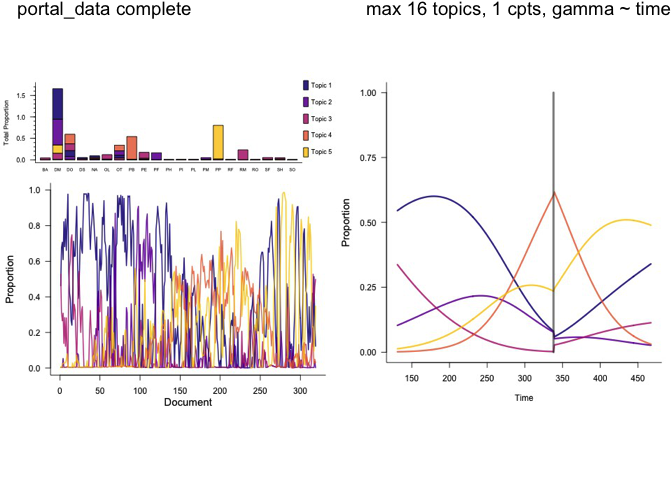 portal_data complete
max 16 topics, 1 cpts, gamma ~ time
Total Proportion
1.5
1.0
0.5
0.0
BA DM DO DS NA OL OT PB PE PF PH PI PL PM PP RF RM RO SF SH SO
Topic 1
Topic 2
Topic 3
Topic 4
Topic 5
Proportion
1.0
0.8
0.6
0.4
0.2
0.0
0 50 100 150 200 250 300
Document
Proportion
1.00
0.75
0.50
0.25
0.00
150 200 250 300 350 400 450
Time